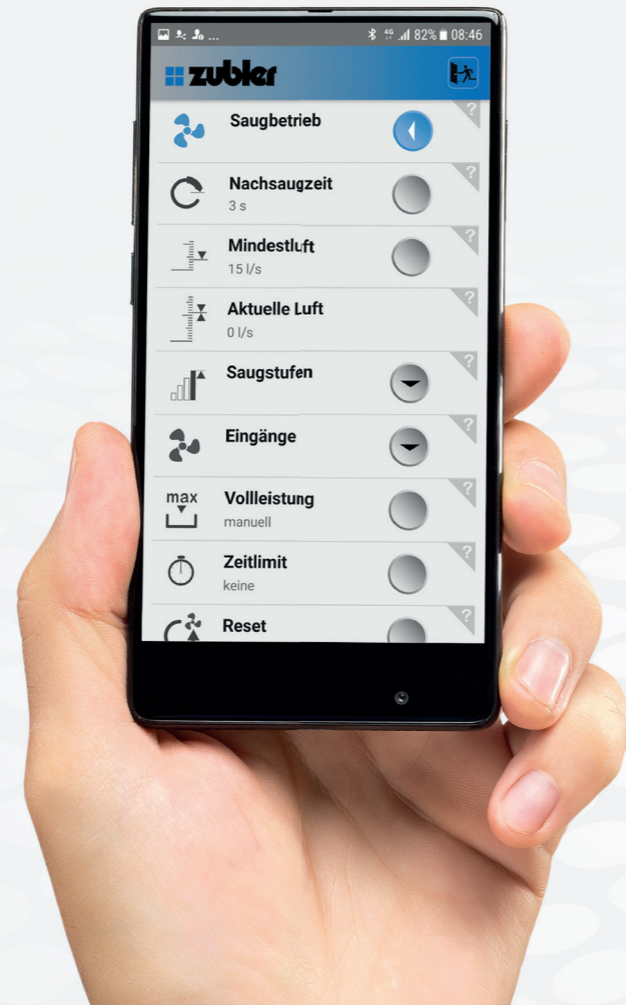 ... 4G 82% 08:46
zubler
Saugbetrieb
?
Nachsaugzeit
3 s
?
Mindestluft
15 l/s
?
Aktuelle Luft
0 l/s
?
Saugstufen
?
Eingänge
?
max
Vollleistung
manuell
?
Zeitlimit
keine
?
Reset
?